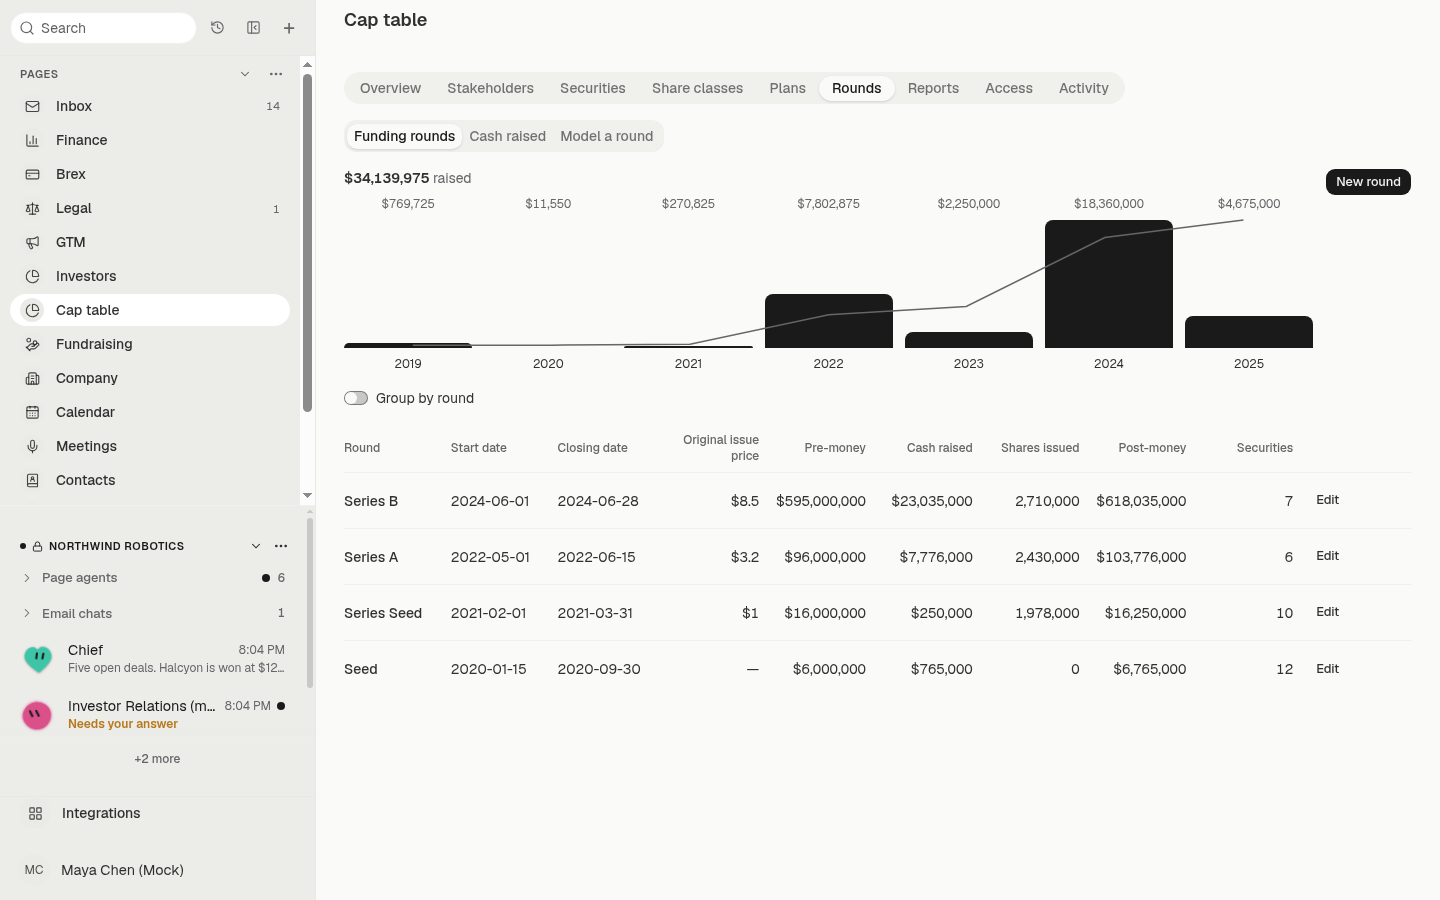 Search
PAGES
Inbox 14
Finance
Brex
Legal 1
GTM
Investors
Cap table
Fundraising
Company
Calendar
Meetings
Contacts
NORTHWIND ROBOTICS
Page agents 6
Email chats 1
Chief 8:04 PM
Five open deals. Halcyon is won at $12...
Investor Relations (m... 8:04 PM
Needs your answer
+2 more
Integrations
MC Maya Chen (Mock)
Cap table
Overview Stakeholders Securities Share classes Plans Rounds Reports Access Activity
Funding rounds Cash raised Model a round
$34,139,975 raised
New round
$769,725 $11,550 $270,825 $7,802,875 $2,250,000 $18,360,000 $4,675,000
2019 2020 2021 2022 2023 2024 2025
Group by round
Round Start date Closing date Original issue price Pre-money Cash raised Shares issued Post-money Securities
Series B 2024-06-01 2024-06-28 $8.5 $595,000,000 $23,035,000 2,710,000 $618,035,000 7 Edit
Series A 2022-05-01 2022-06-15 $3.2 $96,000,000 $7,776,000 2,430,000 $103,776,000 6 Edit
Series Seed 2021-02-01 2021-03-31 $1 $16,000,000 $250,000 1,978,000 $16,250,000 10 Edit
Seed 2020-01-15 2020-09-30 — $6,000,000 $765,000 0 $6,765,000 12 Edit